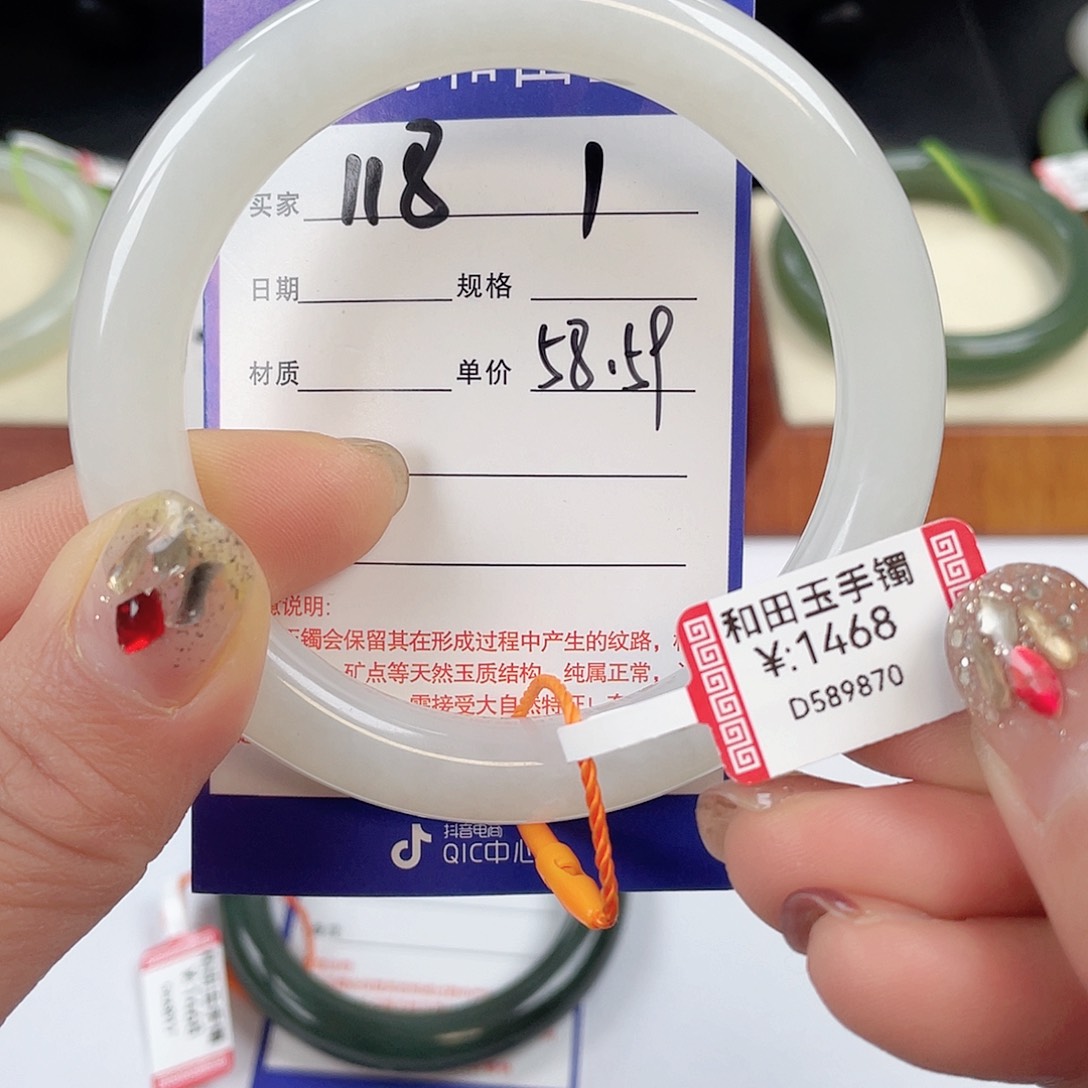 118 1
买家
日期 规格
材质 单价 58.59
说明:
镯会保留其在形成过程中产生的纹路,
矿点等天然玉质结构,纯属正常,
需接受大自然特征!
和田玉手镯
¥:1468
D589870
抖音电商
QIC中心